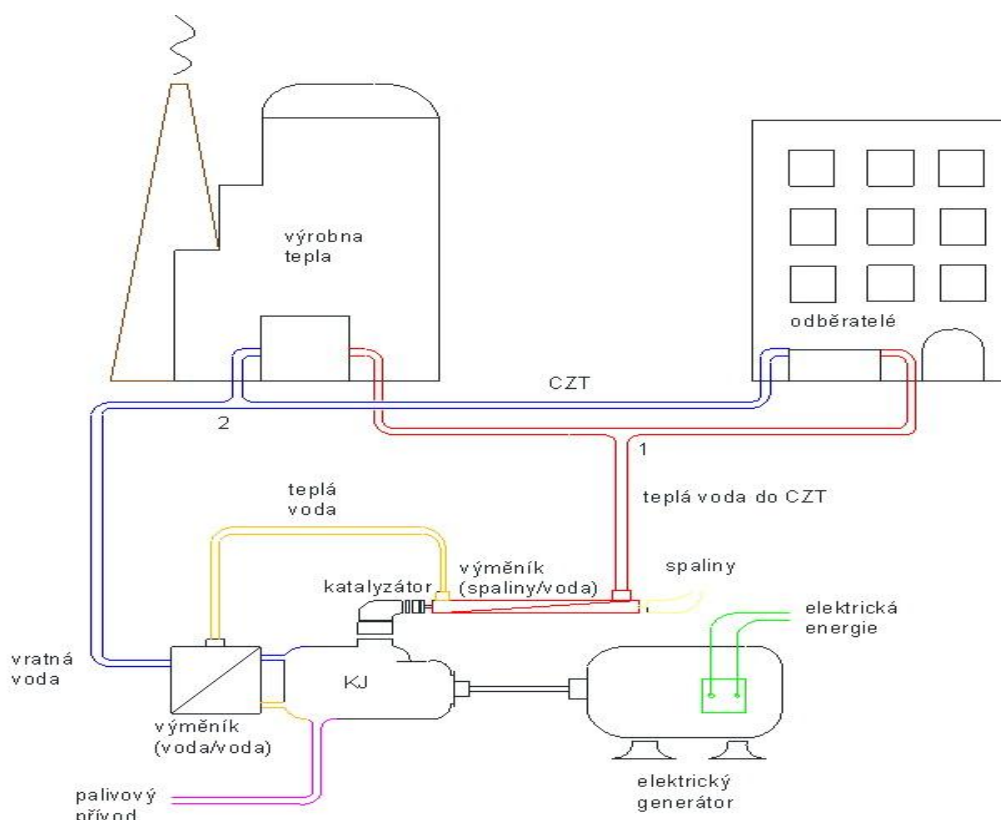 výrobna
tepla
odběratelé
CZT
2
1
teplá
voda
teplá voda do CZT
katalyzátor
výměník
(spaliny/voda)
spaliny
elektrická
energie
vratná
voda
KJ
výměník
(voda/voda)
elektrický
generátor
palivový
přívod